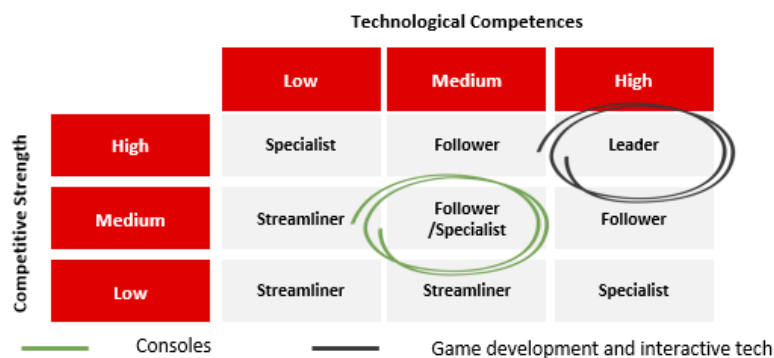 Technological Competences
Low Medium High
Competitive Strength
High Specialist Follower Leader
Medium Streamliner Follower
/Specialist Follower
Low Streamliner Streamliner Specialist
Consoles Game development and interactive tech